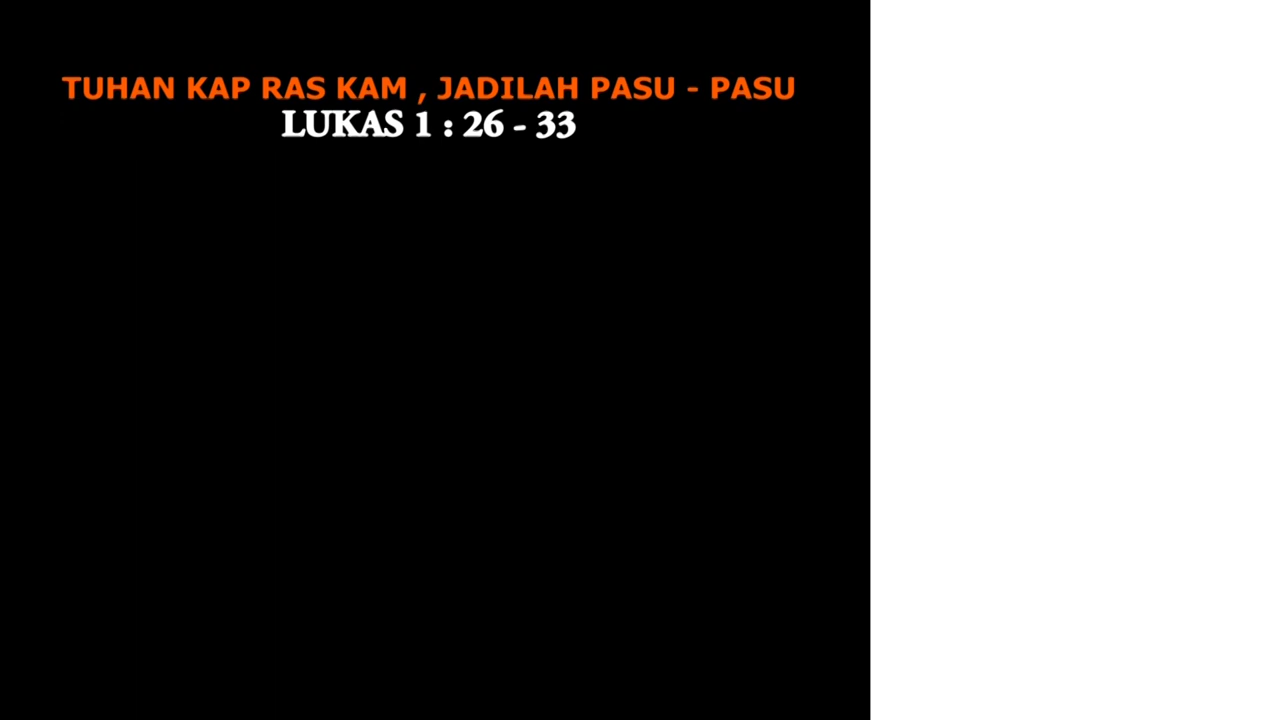 TUHAN KAP RAS KAM , JADILAH PASU - PASU
LUKAS 1 : 26 - 33